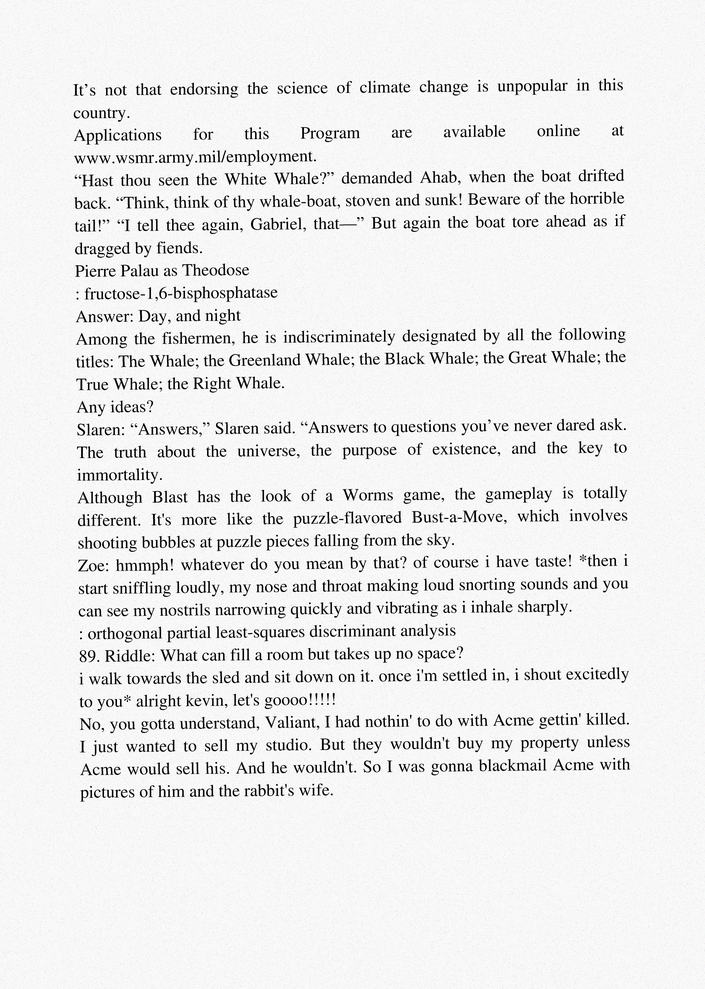 It’s not that endorsing the science of climate change is unpopular in this
country.
Applications for this Program are available online at
www.wsmr.army.mil/employment.
“Hast thou seen the White Whale?” demanded Ahab, when the boat drifted
back. “Think, think of thy whale-boat, stoven and sunk! Beware of the horrible
tail!” “I tell thee again, Gabriel, that—” But again the boat tore ahead as if
dragged by fiends.
Pierre Palau as Theodose
: fructose-1,6-bisphosphatase
Answer: Day, and night
Among the fishermen, he is indiscriminately designated by all the following
titles: The Whale; the Greenland Whale; the Black Whale; the Great Whale; the
True Whale; the Right Whale.
Any ideas?
Slaren: “Answers,” Slaren said. “Answers to questions you’ve never dared ask.
The truth about the universe, the purpose of existence, and the key to
immortality.
Although Blast has the look of a Worms game, the gameplay is totally
different. It's more like the puzzle-flavored Bust-a-Move, which involves
shooting bubbles at puzzle pieces falling from the sky.
Zoe: hmmph! whatever do you mean by that? of course i have taste! *then i
start sniffling loudly, my nose and throat making loud snorting sounds and you
can see my nostrils narrowing quickly and vibrating as i inhale sharply.
: orthogonal partial least-squares discriminant analysis
89. Riddle: What can fill a room but takes up no space?
i walk towards the sled and sit down on it. once i'm settled in, i shout excitedly
to you* alright kevin, let's goooo!!!!!
No, you gotta understand, Valiant, I had nothin' to do with Acme gettin' killed.
I just wanted to sell my studio. But they wouldn't buy my property unless
Acme would sell his. And he wouldn't. So I was gonna blackmail Acme with
pictures of him and the rabbit's wife.